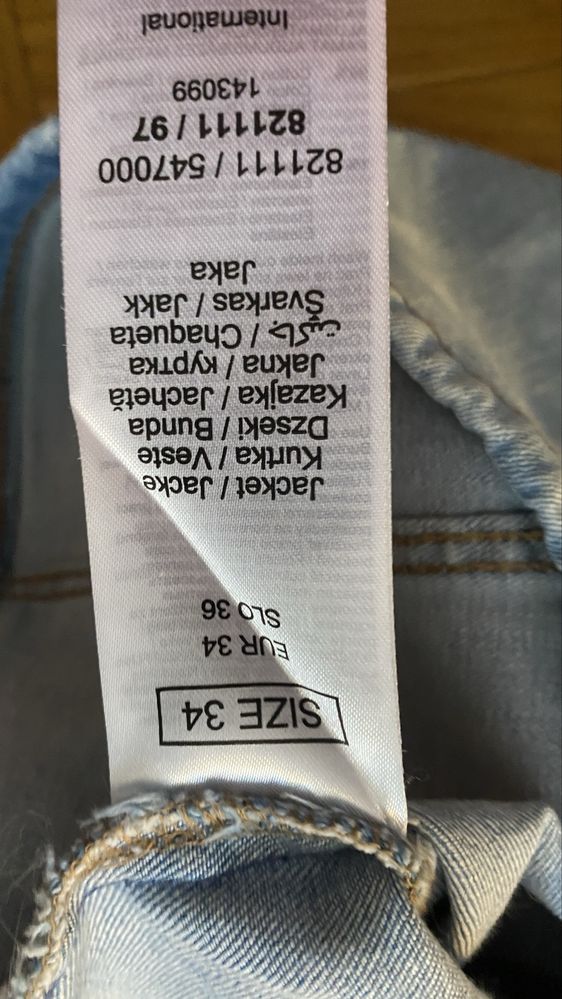 SIZE 34
EUR 34
SLO 36
Jacket / Jacke
Kurtka / Veste
Dzseki / Bunda
Kazajka / Jachetă
Jakna / куртка
جاكيت / Chaqueta
Švarkas / Jakk
Jaka
821111 / 547000
821111 / 97
143099
International